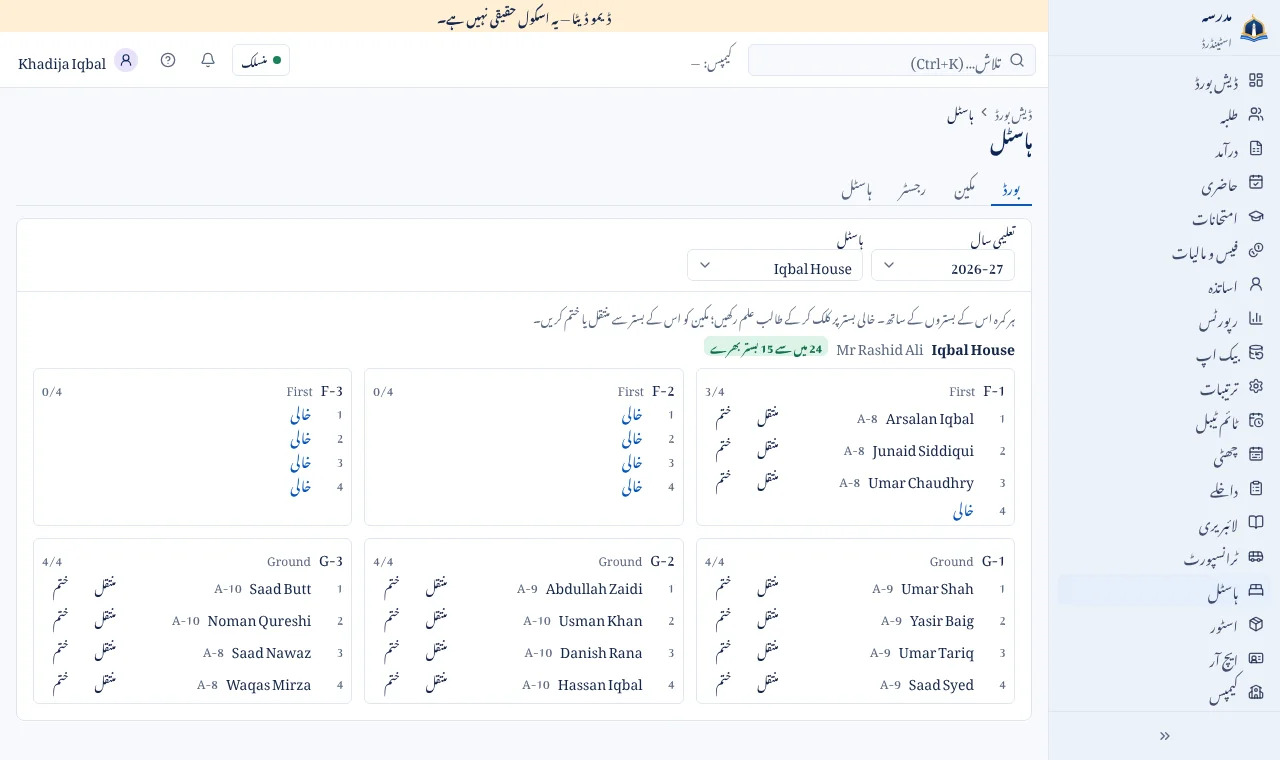 ڈیمو ڈیٹا — یہ اسکول حقیقی نہیں ہے۔
مدرسہ
اسٹینڈرڈ
تلاش… (Ctrl+K)
کیمپس: —
منسلک
Khadija Iqbal
ڈیش بورڈ
طلبہ
درآمد
حاضری
امتحانات
فیس و مالیات
اساتذہ
رپورٹس
بیک اپ
ترتیبات
ٹائم ٹیبل
چھٹی
داخلے
لائبریری
ٹرانسپورٹ
ہاسٹل
اسٹور
ایچ آر
کیمپس
ڈیش بورڈ › ہاسٹل
ہاسٹل
بورڈ مکین رجسٹر ہاسٹل
تعلیمی سال ہاسٹل
2026-27 Iqbal House
ہر کمرہ اس کے بستروں کے ساتھ۔ خالی بستر پر کلک کر کے طالب علم رکھیں؛ مکین کو اس کے بستر سے منتقل یا ختم کریں۔
Iqbal House Mr Rashid Ali 24 میں سے 15 بستر بھرے
F-1 First 3/4
1 Arsalan Iqbal A-8 منتقل ختم
2 Junaid Siddiqui A-8 منتقل ختم
3 Umar Chaudhry A-8 منتقل ختم
4 خالی
F-2 First 0/4
1 خالی
2 خالی
3 خالی
4 خالی
F-3 First 0/4
1 خالی
2 خالی
3 خالی
4 خالی
G-1 Ground 4/4
1 Umar Shah A-9 منتقل ختم
2 Yasir Baig A-9 منتقل ختم
3 Umar Tariq A-9 منتقل ختم
4 Saad Syed A-9 منتقل ختم
G-2 Ground 4/4
1 Abdullah Zaidi A-9 منتقل ختم
2 Usman Khan A-10 منتقل ختم
3 Danish Rana A-10 منتقل ختم
4 Hassan Iqbal A-10 منتقل ختم
G-3 Ground 4/4
1 Saad Butt A-10 منتقل ختم
2 Noman Qureshi A-10 منتقل ختم
3 Saad Nawaz A-8 منتقل ختم
4 Waqas Mirza A-8 منتقل ختم